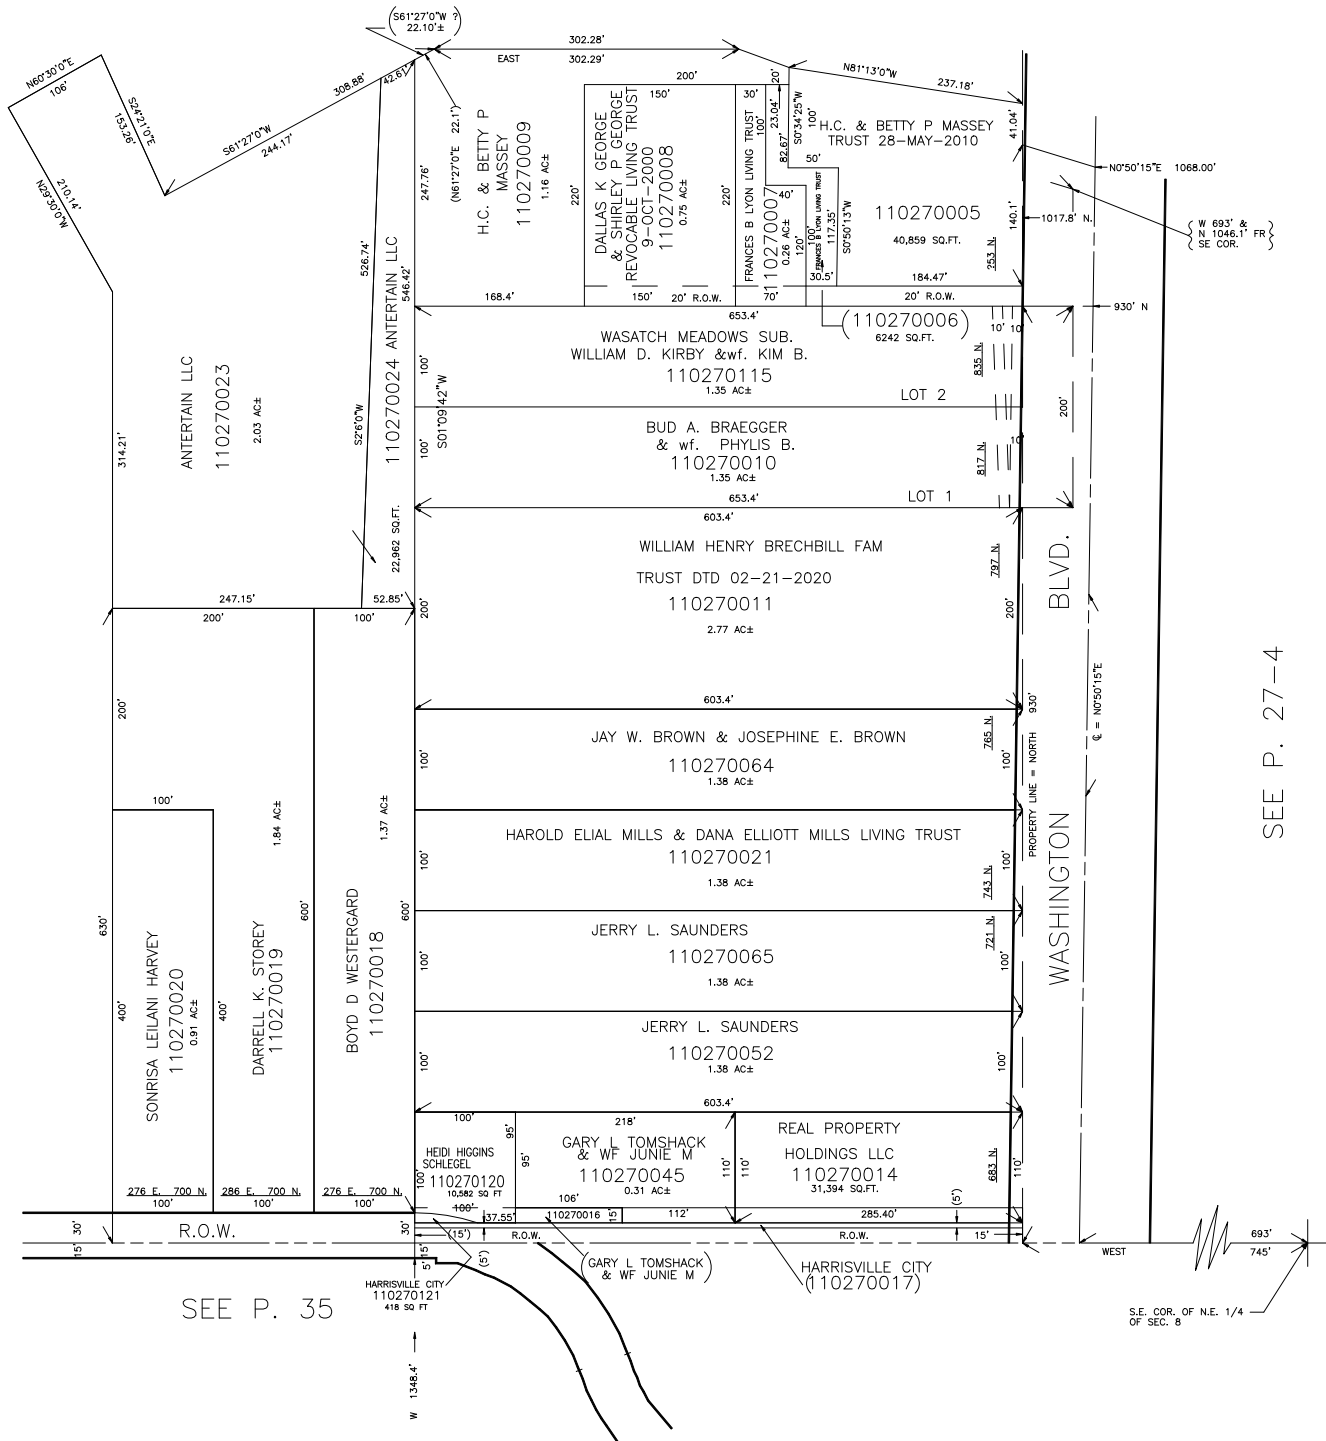 (S61°27'0"W ?)
22.10'±
302.28'
EAST 302.29'
N60°30'0"E
106'
S24°21'0"E
153.26'
308.88'
S61°27'0"W
244.17'
42.61'
N29°30'0"W
210.14'
(N61°27'0"E 22.1')
247.76'
H.C. & BETTY P
MASSEY
110270009
1.16 AC±
200'
150'
220'
DALLAS K GEORGE
& SHIRLEY P GEORGE
REVOCABLE LIVING TRUST
9-OCT-2000
110270008
0.75 AC±
220'
30'
20'
FRANCES B LYON LIVING TRUST
100'
23.04'
82.67'
S0°34'25"W
100'
110270007
0.26 AC±
40'
120'
100'
50'
FRANCES B LYON LIVING TRUST
117.35'
S0°50'13"W
30.5'
N81°13'0"W
237.18'
H.C. & BETTY P MASSEY
TRUST 28-MAY-2010
110270005
40,859 SQ.FT.
184.47'
41.04'
140.1'
253 N.
N0°50'15"E 1068.00'
1017.8' N.
{ W 693' &
N 1046.1' FR
SE COR. }
930' N
168.4'
150'
20' R.O.W.
70'
20' R.O.W.
653.4'
(110270006)
6242 SQ.FT.
10' 10'
WASATCH MEADOWS SUB.
WILLIAM D. KIRBY &wf. KIM B.
110270115
1.35 AC±
100'
835 N.
LOT 2
S01°09'42"W
200'
BUD A. BRAEGGER
& wf. PHYLIS B.
110270010
1.35 AC±
100'
817 N.
10'
653.4'
LOT 1
603.4'
526.74'
546.42'
110270024 ANTERTAIN LLC
S2°6'0"W
22,962 SQ.FT.
ANTERTAIN LLC
110270023
2.03 AC±
314.21'
247.15'
52.85'
200'
100'
WILLIAM HENRY BRECHBILL FAM
TRUST DTD 02-21-2020
110270011
2.77 AC±
200'
797 N.
200'
603.4'
BLVD.
WASHINGTON
PROPERTY LINE = NORTH 930'
℄ = N0°50'15"E
SEE P. 27-4
JAY W. BROWN & JOSEPHINE E. BROWN
110270064
1.38 AC±
100'
765 N.
100'
HAROLD ELIAL MILLS & DANA ELLIOTT MILLS LIVING TRUST
110270021
1.38 AC±
100'
743 N.
100'
JERRY L. SAUNDERS
110270065
1.38 AC±
100'
721 N.
100'
JERRY L. SAUNDERS
110270052
1.38 AC±
100'
100'
603.4'
200'
630'
100'
SONRISA LEILANI HARVEY
110270020
0.91 AC±
400'
400'
DARRELL K. STOREY
110270019
1.84 AC±
600'
BOYD D WESTERGARD
110270018
1.37 AC±
600'
276 E. 700 N.
100'
286 E. 700 N.
100'
276 E. 700 N.
100'
100'
HEIDI HIGGINS
SCHLEGEL
110270120
10,582 SQ FT
100'
100'
95'
95'
218'
GARY L TOMSHACK
& WF JUNIE M
110270045
0.31 AC±
110'
110'
REAL PROPERTY
HOLDINGS LLC
110270014
31,394 SQ.FT.
683 N.
110'
106'
110270016
15'
37.55'
112'
285.40'
(5')
30'
15'
R.O.W.
30'
15'
5'
(15')
(5')
R.O.W.
R.O.W.
15'
(GARY L TOMSHACK
& WF JUNIE M)
HARRISVILLE CITY
(110270017)
HARRISVILLE CITY
110270121
418 SQ FT
WEST
693'
745'
S.E. COR. OF N.E. 1/4
OF SEC. 8
SEE P. 35
W 1348.4'